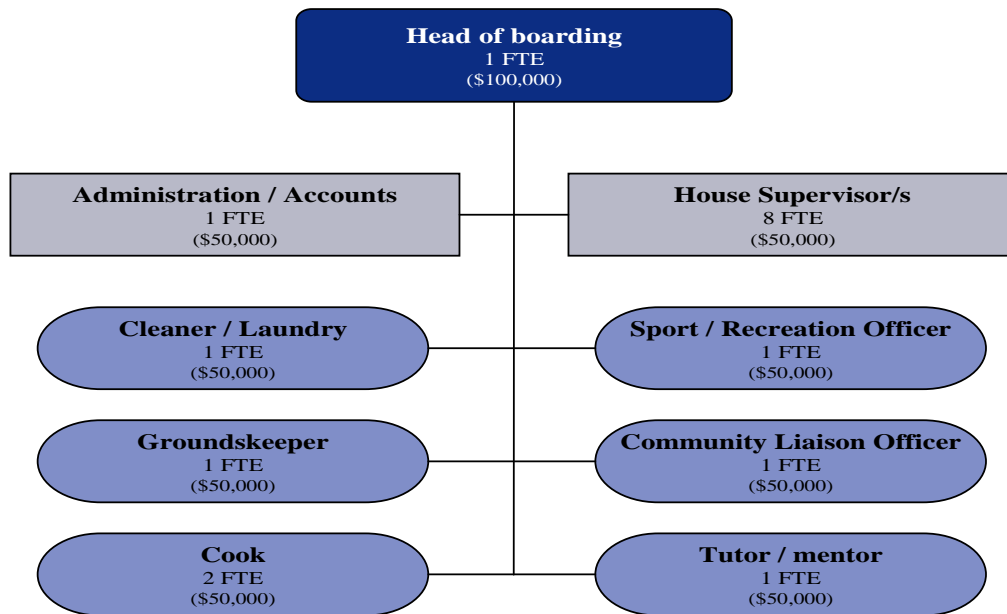 Head of boarding
1 FTE
($100,000)
Administration / Accounts
1 FTE
($50,000)
House Supervisor/s
8 FTE
($50,000)
Cleaner / Laundry
1 FTE
($50,000)
Sport / Recreation Officer
1 FTE
($50,000)
Groundskeeper
1 FTE
($50,000)
Community Liaison Officer
1 FTE
($50,000)
Cook
2 FTE
($50,000)
Tutor / mentor
1 FTE
($50,000)